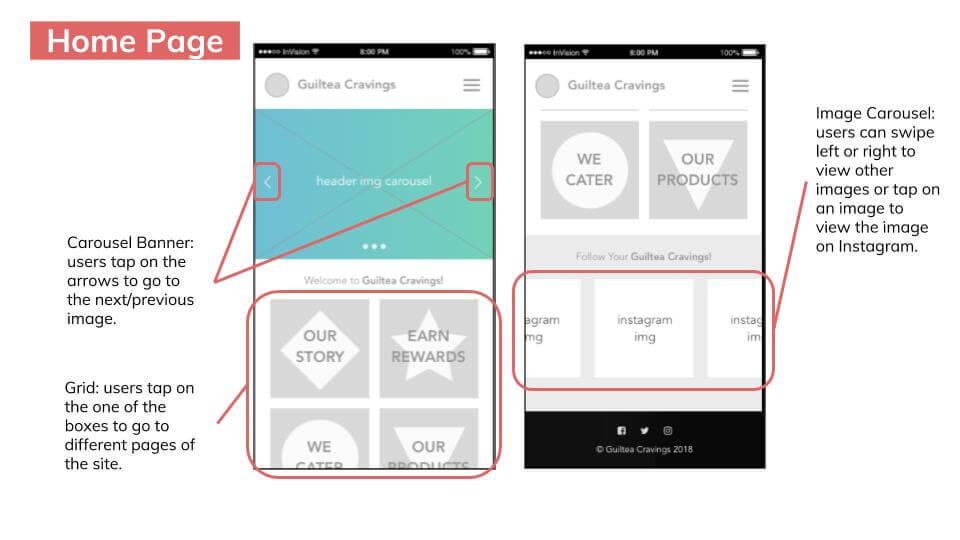 Home Page
InVision 8:00 PM 100%
Guiltea Cravings
header img carousel
Welcome to Guiltea Cravings!
OUR
STORY
EARN
REWARDS
WE
CATER
OUR
PRODUCTS
Carousel Banner:
users tap on the
arrows to go to
the next/previous
image.
Grid: users tap on
the one of the
boxes to go to
different pages of
the site.
InVision 8:00 PM 100%
Guiltea Cravings
WE
CATER
OUR
PRODUCTS
Follow Your Guiltea Cravings!
agram
mg
instagram
img
instag
im
© Guiltea Cravings 2018
Image Carousel:
users can swipe
left or right to
view other
images or tap on
an image to
view the image
on Instagram.